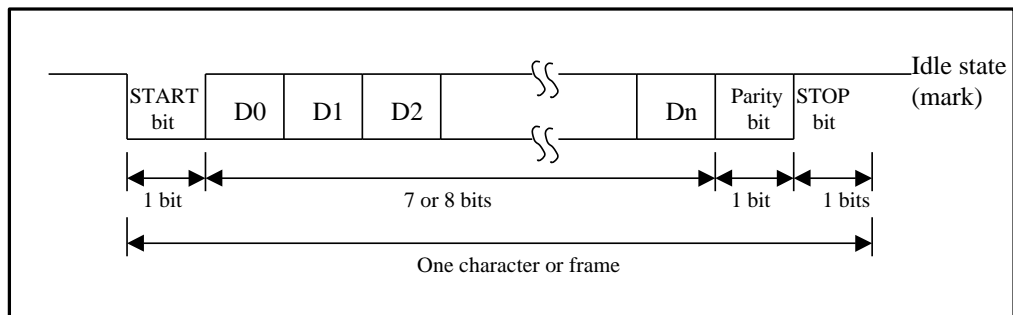 Idle state
(mark)
START
bit
D0 D1 D2 Dn
Parity
bit
STOP
bit
1 bit 7 or 8 bits 1 bit 1 bits
One character or frame